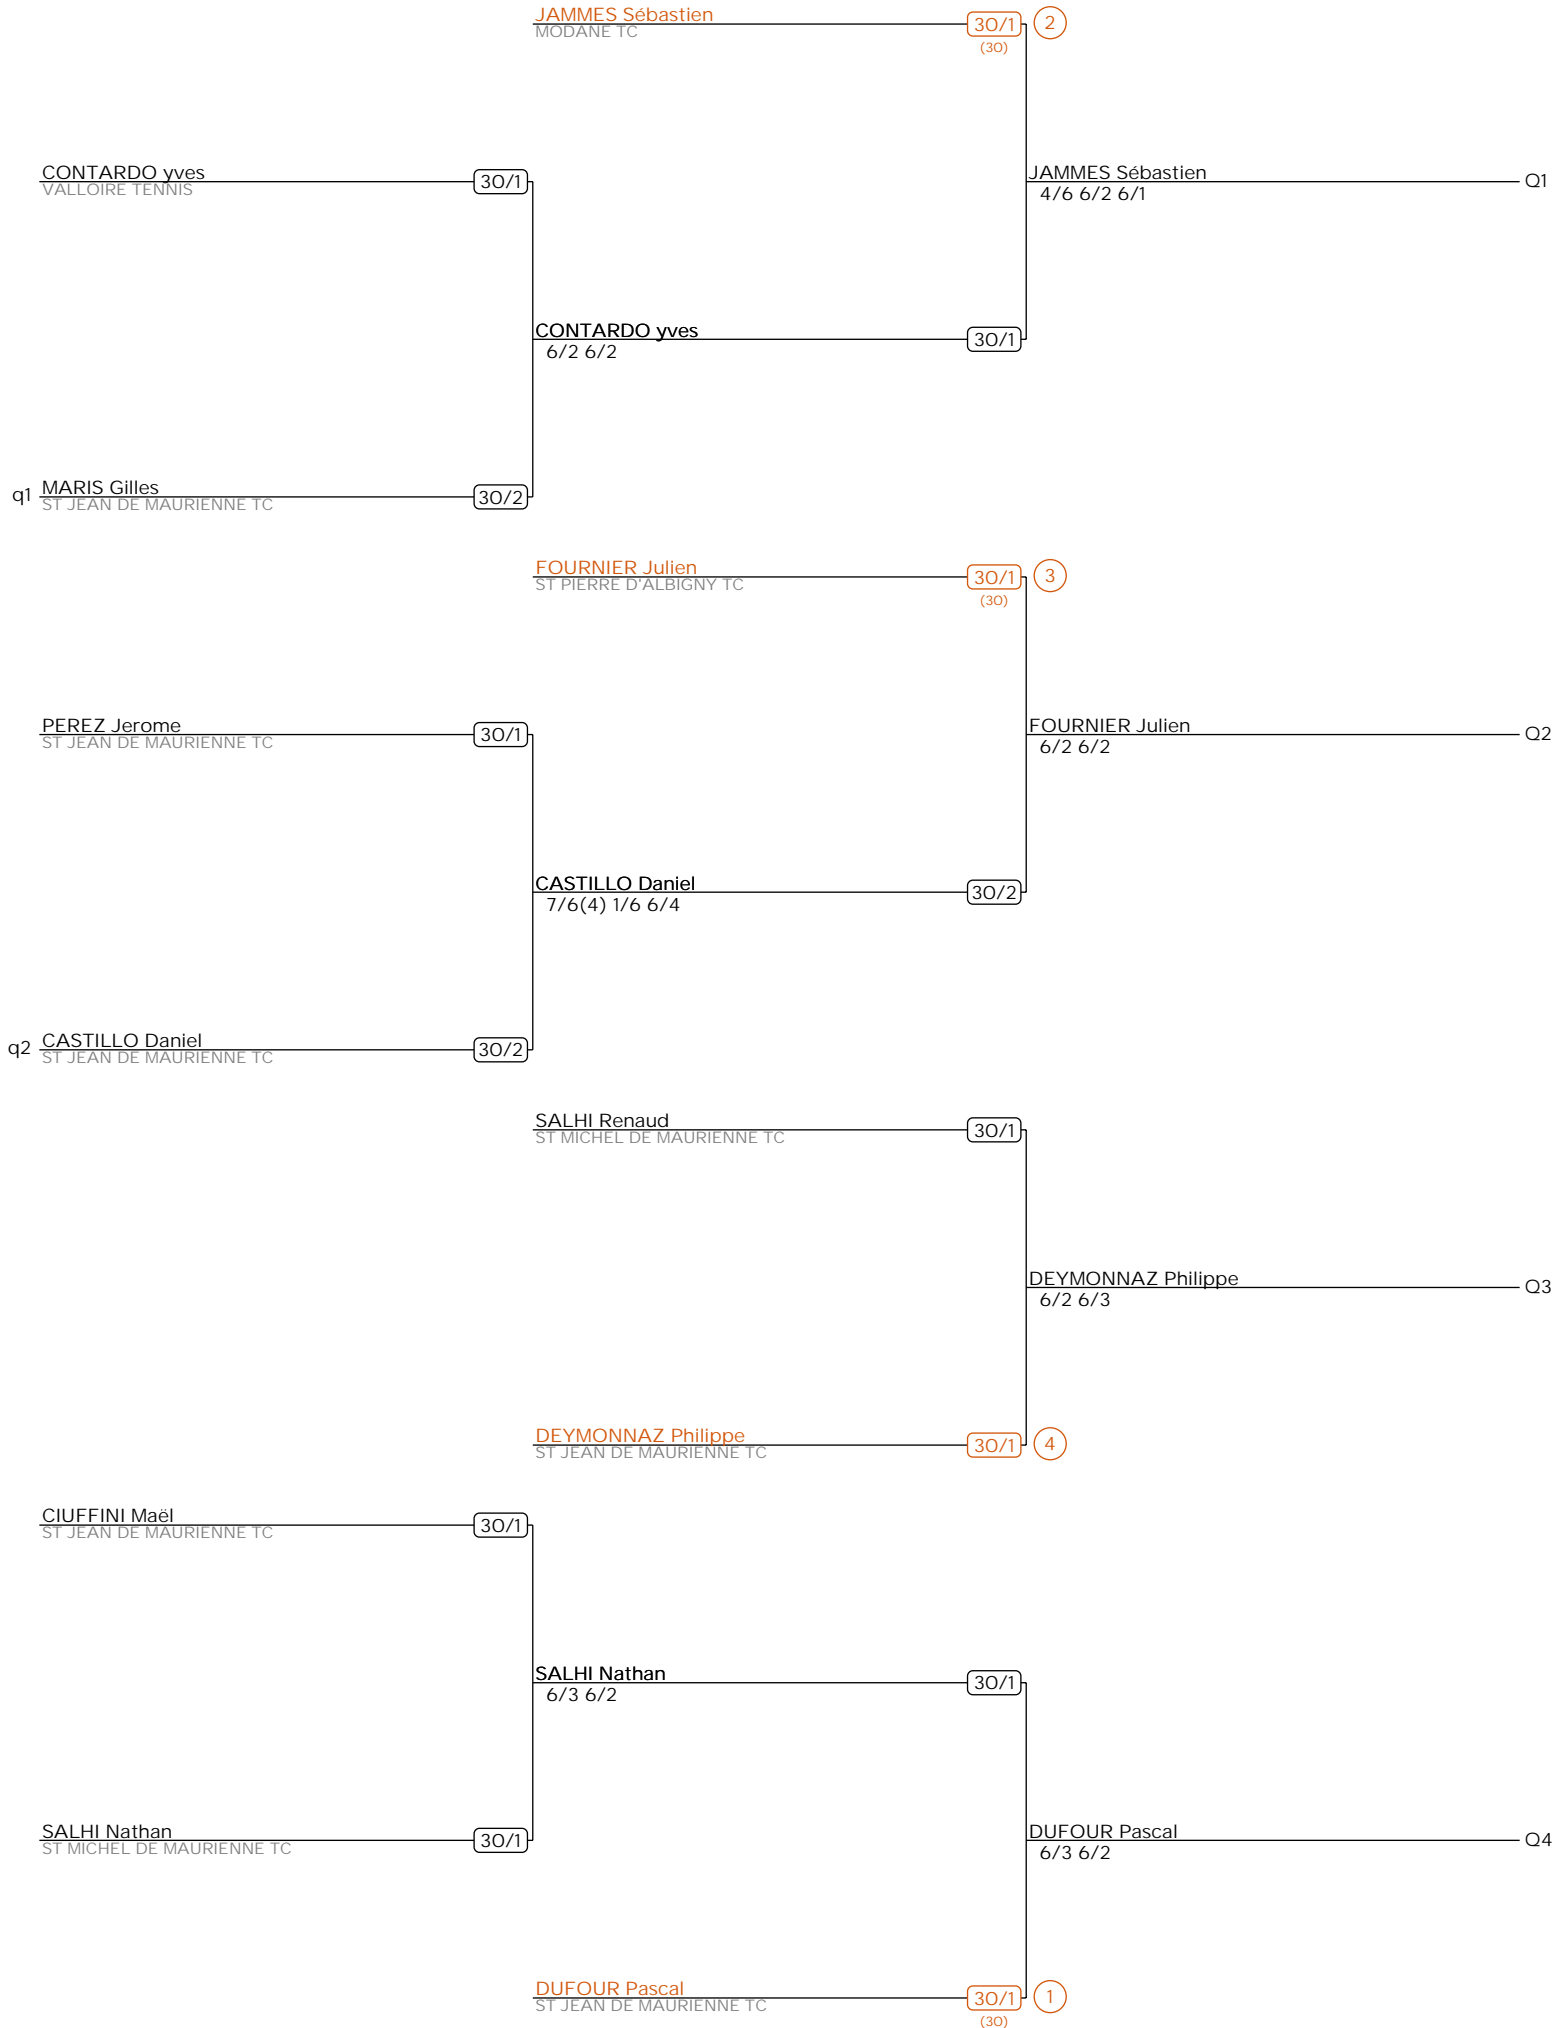 JAMMES Sébastien
MODANE TC
30/1
(30)
2
CONTARDO yves
VALLOIRE TENNIS
30/1
JAMMES Sébastien
4/6 6/2 6/1
Q1
CONTARDO yves
6/2 6/2
30/1
q1
MARIS Gilles
ST JEAN DE MAURIENNE TC
30/2
FOURNIER Julien
ST PIERRE D'ALBIGNY TC
30/1
(30)
3
PEREZ Jerome
ST JEAN DE MAURIENNE TC
30/1
FOURNIER Julien
6/2 6/2
Q2
CASTILLO Daniel
7/6(4) 1/6 6/4
30/2
q2
CASTILLO Daniel
ST JEAN DE MAURIENNE TC
30/2
SALHI Renaud
ST MICHEL DE MAURIENNE TC
30/1
DEYMONNAZ Philippe
6/2 6/3
Q3
DEYMONNAZ Philippe
ST JEAN DE MAURIENNE TC
30/1
4
CIUFFINI Maël
ST JEAN DE MAURIENNE TC
30/1
SALHI Nathan
6/3 6/2
30/1
SALHI Nathan
ST MICHEL DE MAURIENNE TC
30/1
DUFOUR Pascal
6/3 6/2
Q4
DUFOUR Pascal
ST JEAN DE MAURIENNE TC
30/1
(30)
1